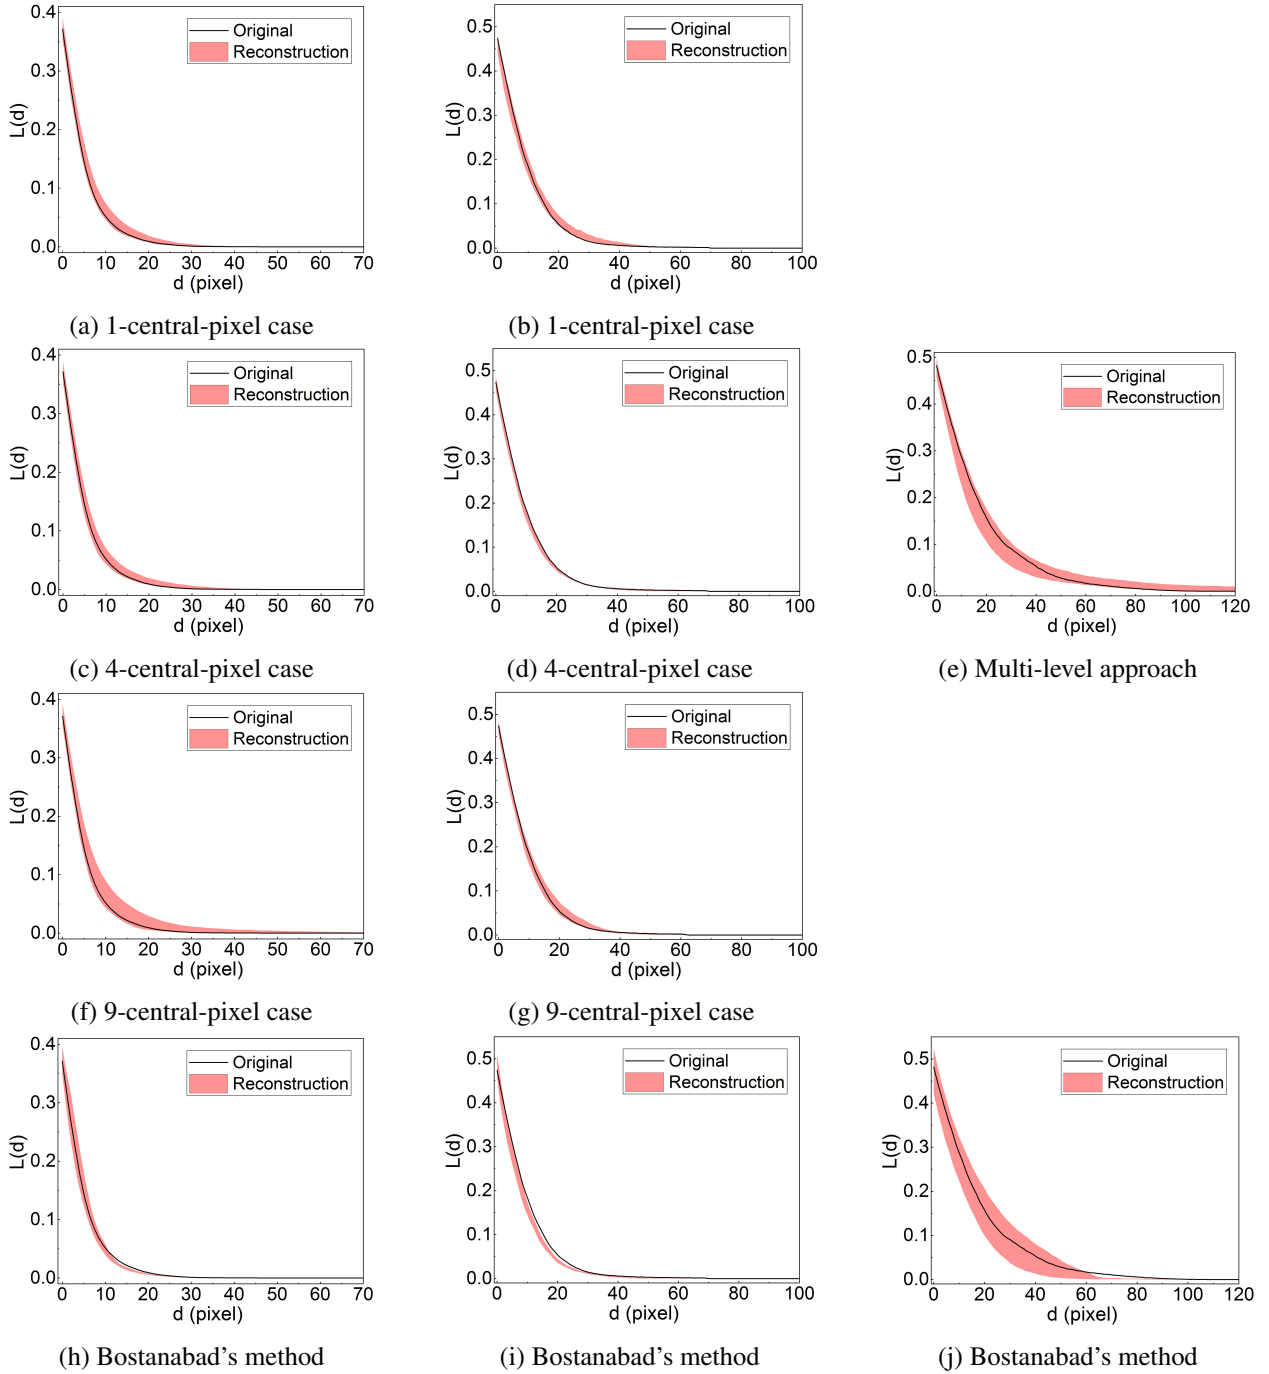 0.4
0.3
0.2
0.1
0.0
L(d)
Original
Reconstruction
0 10 20 30 40 50 60 70
d (pixel)
(a) 1-central-pixel case
0.5
0.4
0.3
0.2
0.1
0.0
L(d)
Original
Reconstruction
0 20 40 60 80 100
d (pixel)
(b) 1-central-pixel case
0.4
0.3
0.2
0.1
0.0
L(d)
Original
Reconstruction
0 10 20 30 40 50 60 70
d (pixel)
(c) 4-central-pixel case
0.5
0.4
0.3
0.2
0.1
0.0
L(d)
Original
Reconstruction
0 20 40 60 80 100
d (pixel)
(d) 4-central-pixel case
0.5
0.4
0.3
0.2
0.1
0.0
L(d)
Original
Reconstruction
0 20 40 60 80 100 120
d (pixel)
(e) Multi-level approach
0.4
0.3
0.2
0.1
0.0
L(d)
Original
Reconstruction
0 10 20 30 40 50 60 70
d (pixel)
(f) 9-central-pixel case
0.5
0.4
0.3
0.2
0.1
0.0
L(d)
Original
Reconstruction
0 20 40 60 80 100
d (pixel)
(g) 9-central-pixel case
0.4
0.3
0.2
0.1
0.0
L(d)
Original
Reconstruction
0 10 20 30 40 50 60 70
d (pixel)
(h) Bostanabad's method
0.5
0.4
0.3
0.2
0.1
0.0
L(d)
Original
Reconstruction
0 20 40 60 80 100
d (pixel)
(i) Bostanabad's method
0.5
0.4
0.3
0.2
0.1
0.0
L(d)
Original
Reconstruction
0 20 40 60 80 100 120
d (pixel)
(j) Bostanabad's method